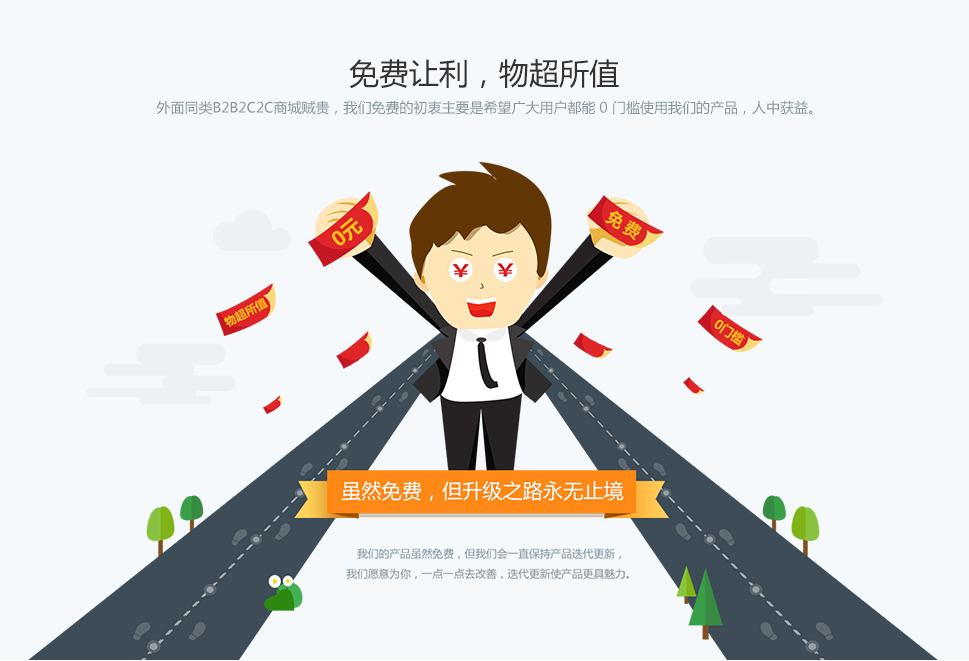 免费让利，物超所值
外面同类B2B2C2C商城贼贵，我们免费的初衷主要是希望广大用户都能 0 门槛使用我们的产品，人中获益。
0元
免费
¥ ¥
物超所值
0门槛
虽然免费，但升级之路永无止境
我们的产品虽然免费，但我们会一直保持产品迭代更新，
我们愿意为你，一点一点去改善，迭代更新使产品更具魅力。